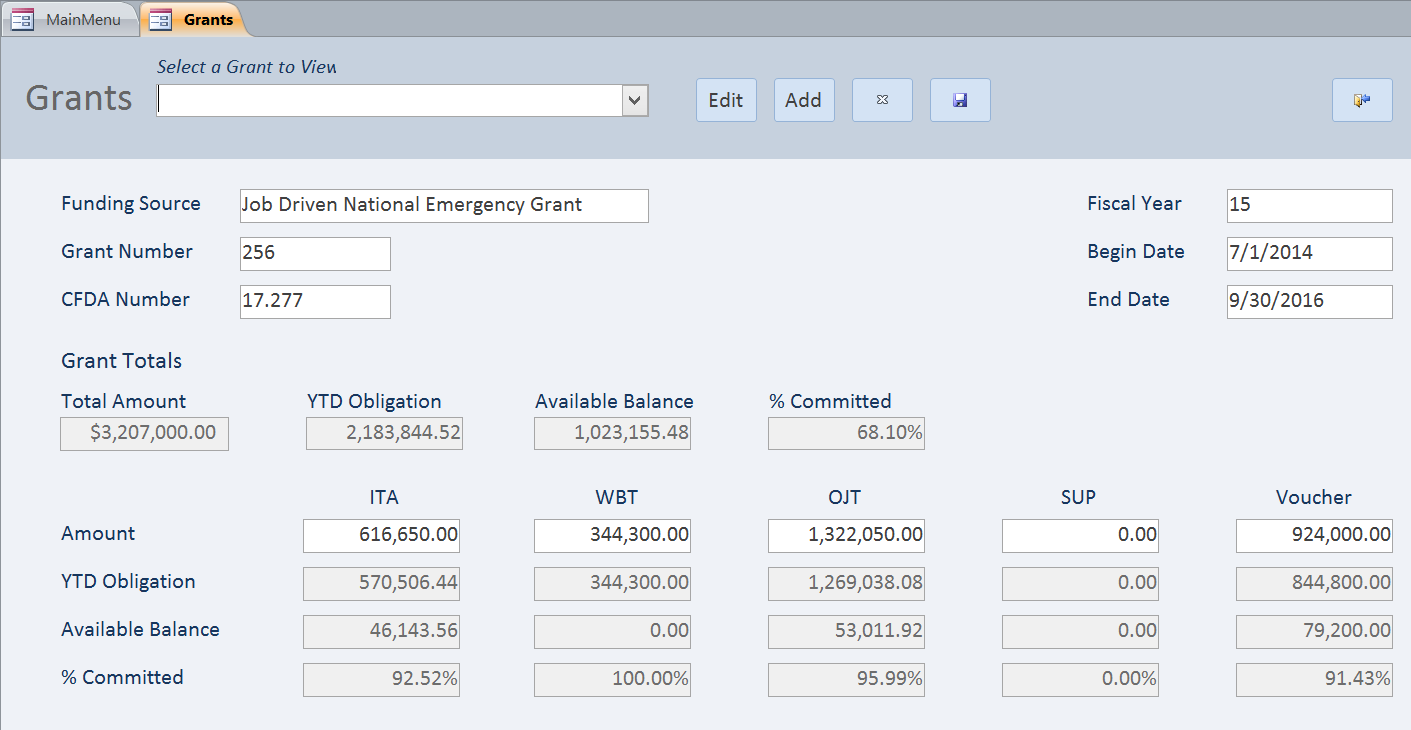 MainMenu Grants
Select a Grant to View
Grants Edit Add
Funding Source Job Driven National Emergency Grant Fiscal Year 15
Grant Number 256 Begin Date 7/1/2014
CFDA Number 17.277 End Date 9/30/2016
Grant Totals
Total Amount YTD Obligation Available Balance % Committed
$3,207,000.00 2,183,844.52 1,023,155.48 68.10%
ITA WBT OJT SUP Voucher
Amount 616,650.00 344,300.00 1,322,050.00 0.00 924,000.00
YTD Obligation 570,506.44 344,300.00 1,269,038.08 0.00 844,800.00
Available Balance 46,143.56 0.00 53,011.92 0.00 79,200.00
% Committed 92.52% 100.00% 95.99% 0.00% 91.43%